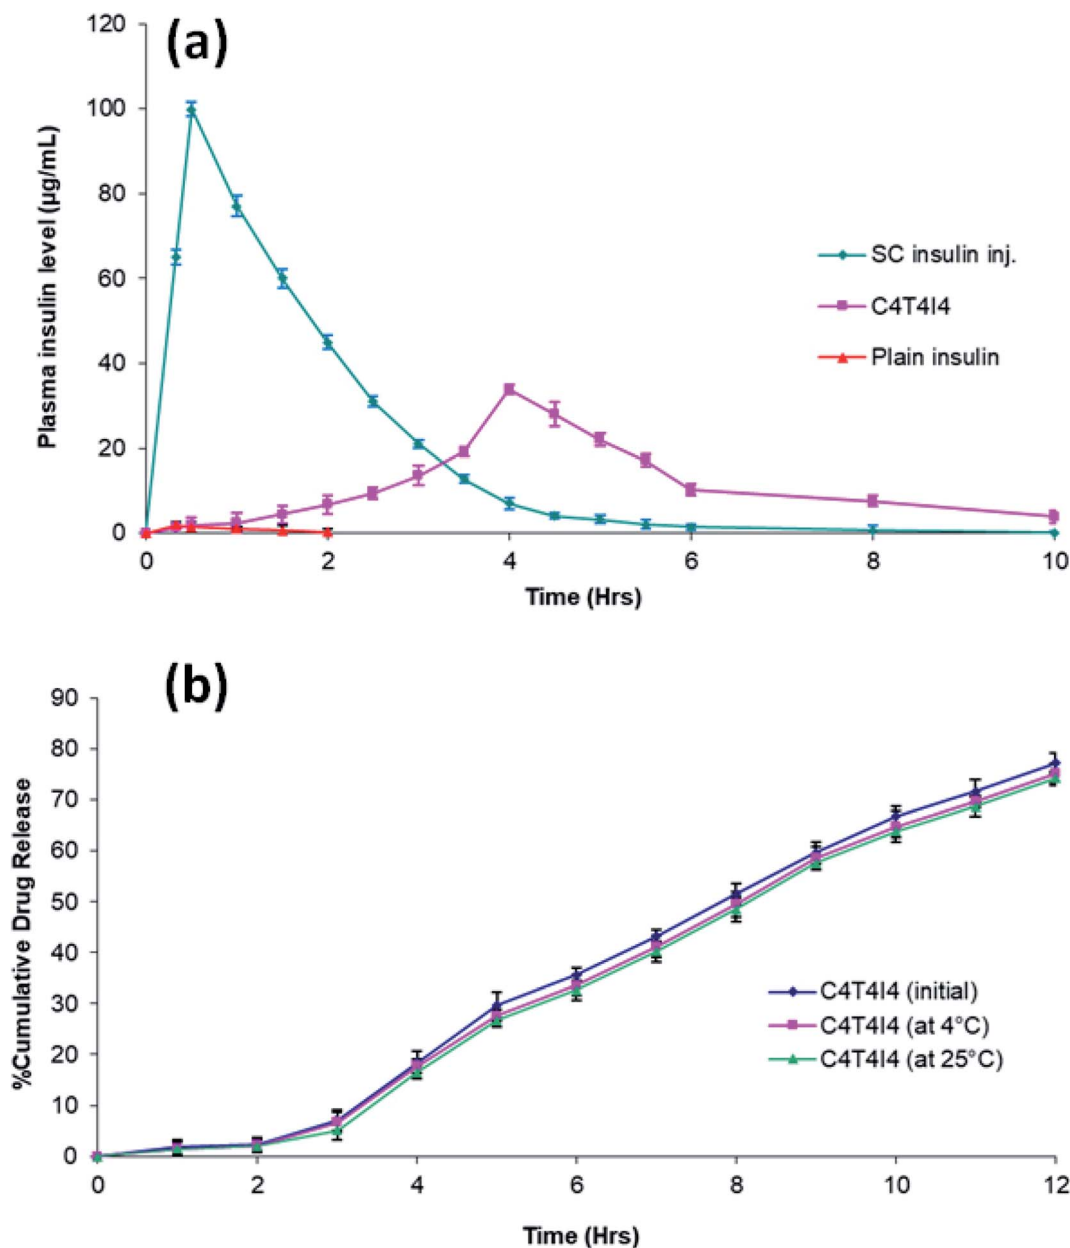 (a)
120
100
80
60
40
20
0
Plasma insulin level (µg/mL)
SC insulin inj.
C4T4I4
Plain insulin
0 2 4 6 8 10
Time (Hrs)
(b)
90
80
70
60
50
40
30
20
10
0
%Cumulative Drug Release
C4T4I4 (initial)
C4T4I4 (at 4°C)
C4T4I4 (at 25°C)
0 2 4 6 8 10 12
Time (Hrs)